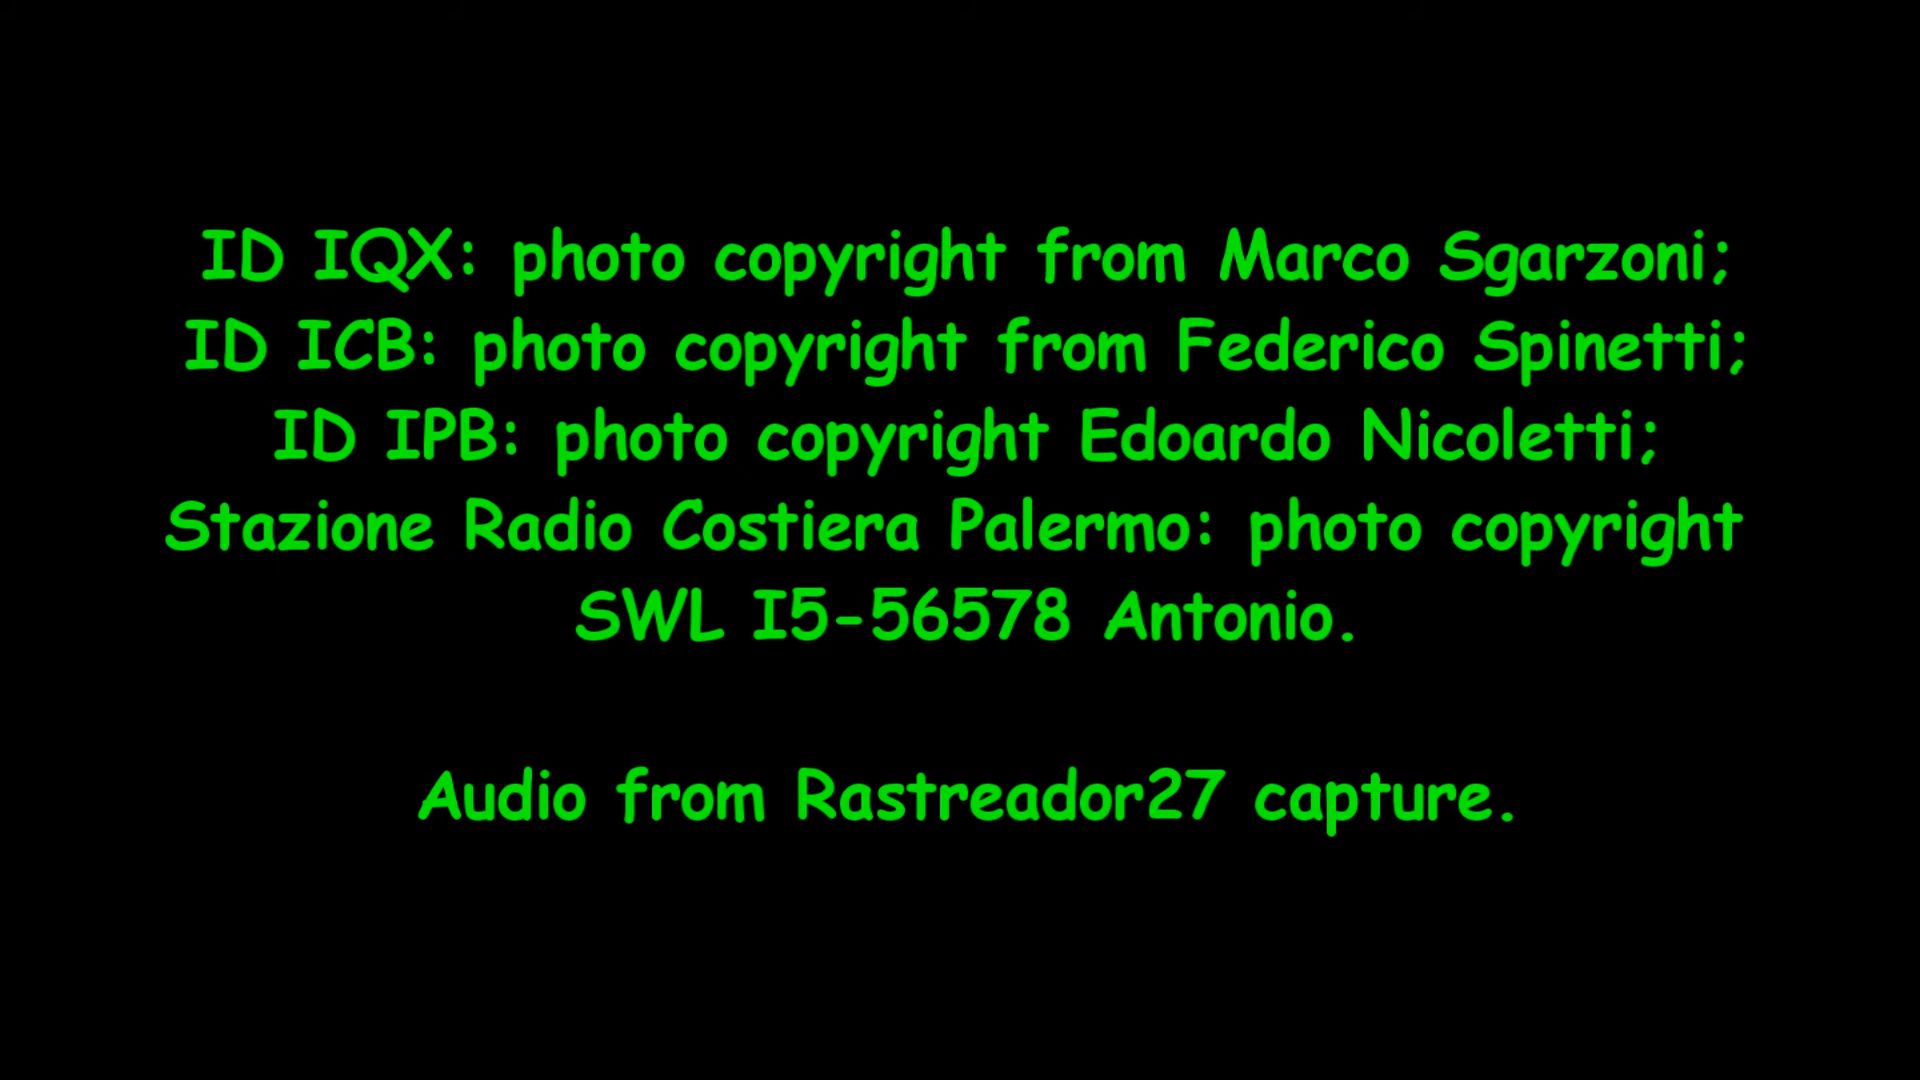 ID IQX: photo copyright from Marco Sgarzoni;
ID ICB: photo copyright from Federico Spinetti;
ID IPB: photo copyright Edoardo Nicoletti;
Stazione Radio Costiera Palermo: photo copyright
SWL I5-56578 Antonio.
Audio from Rastreador27 capture.